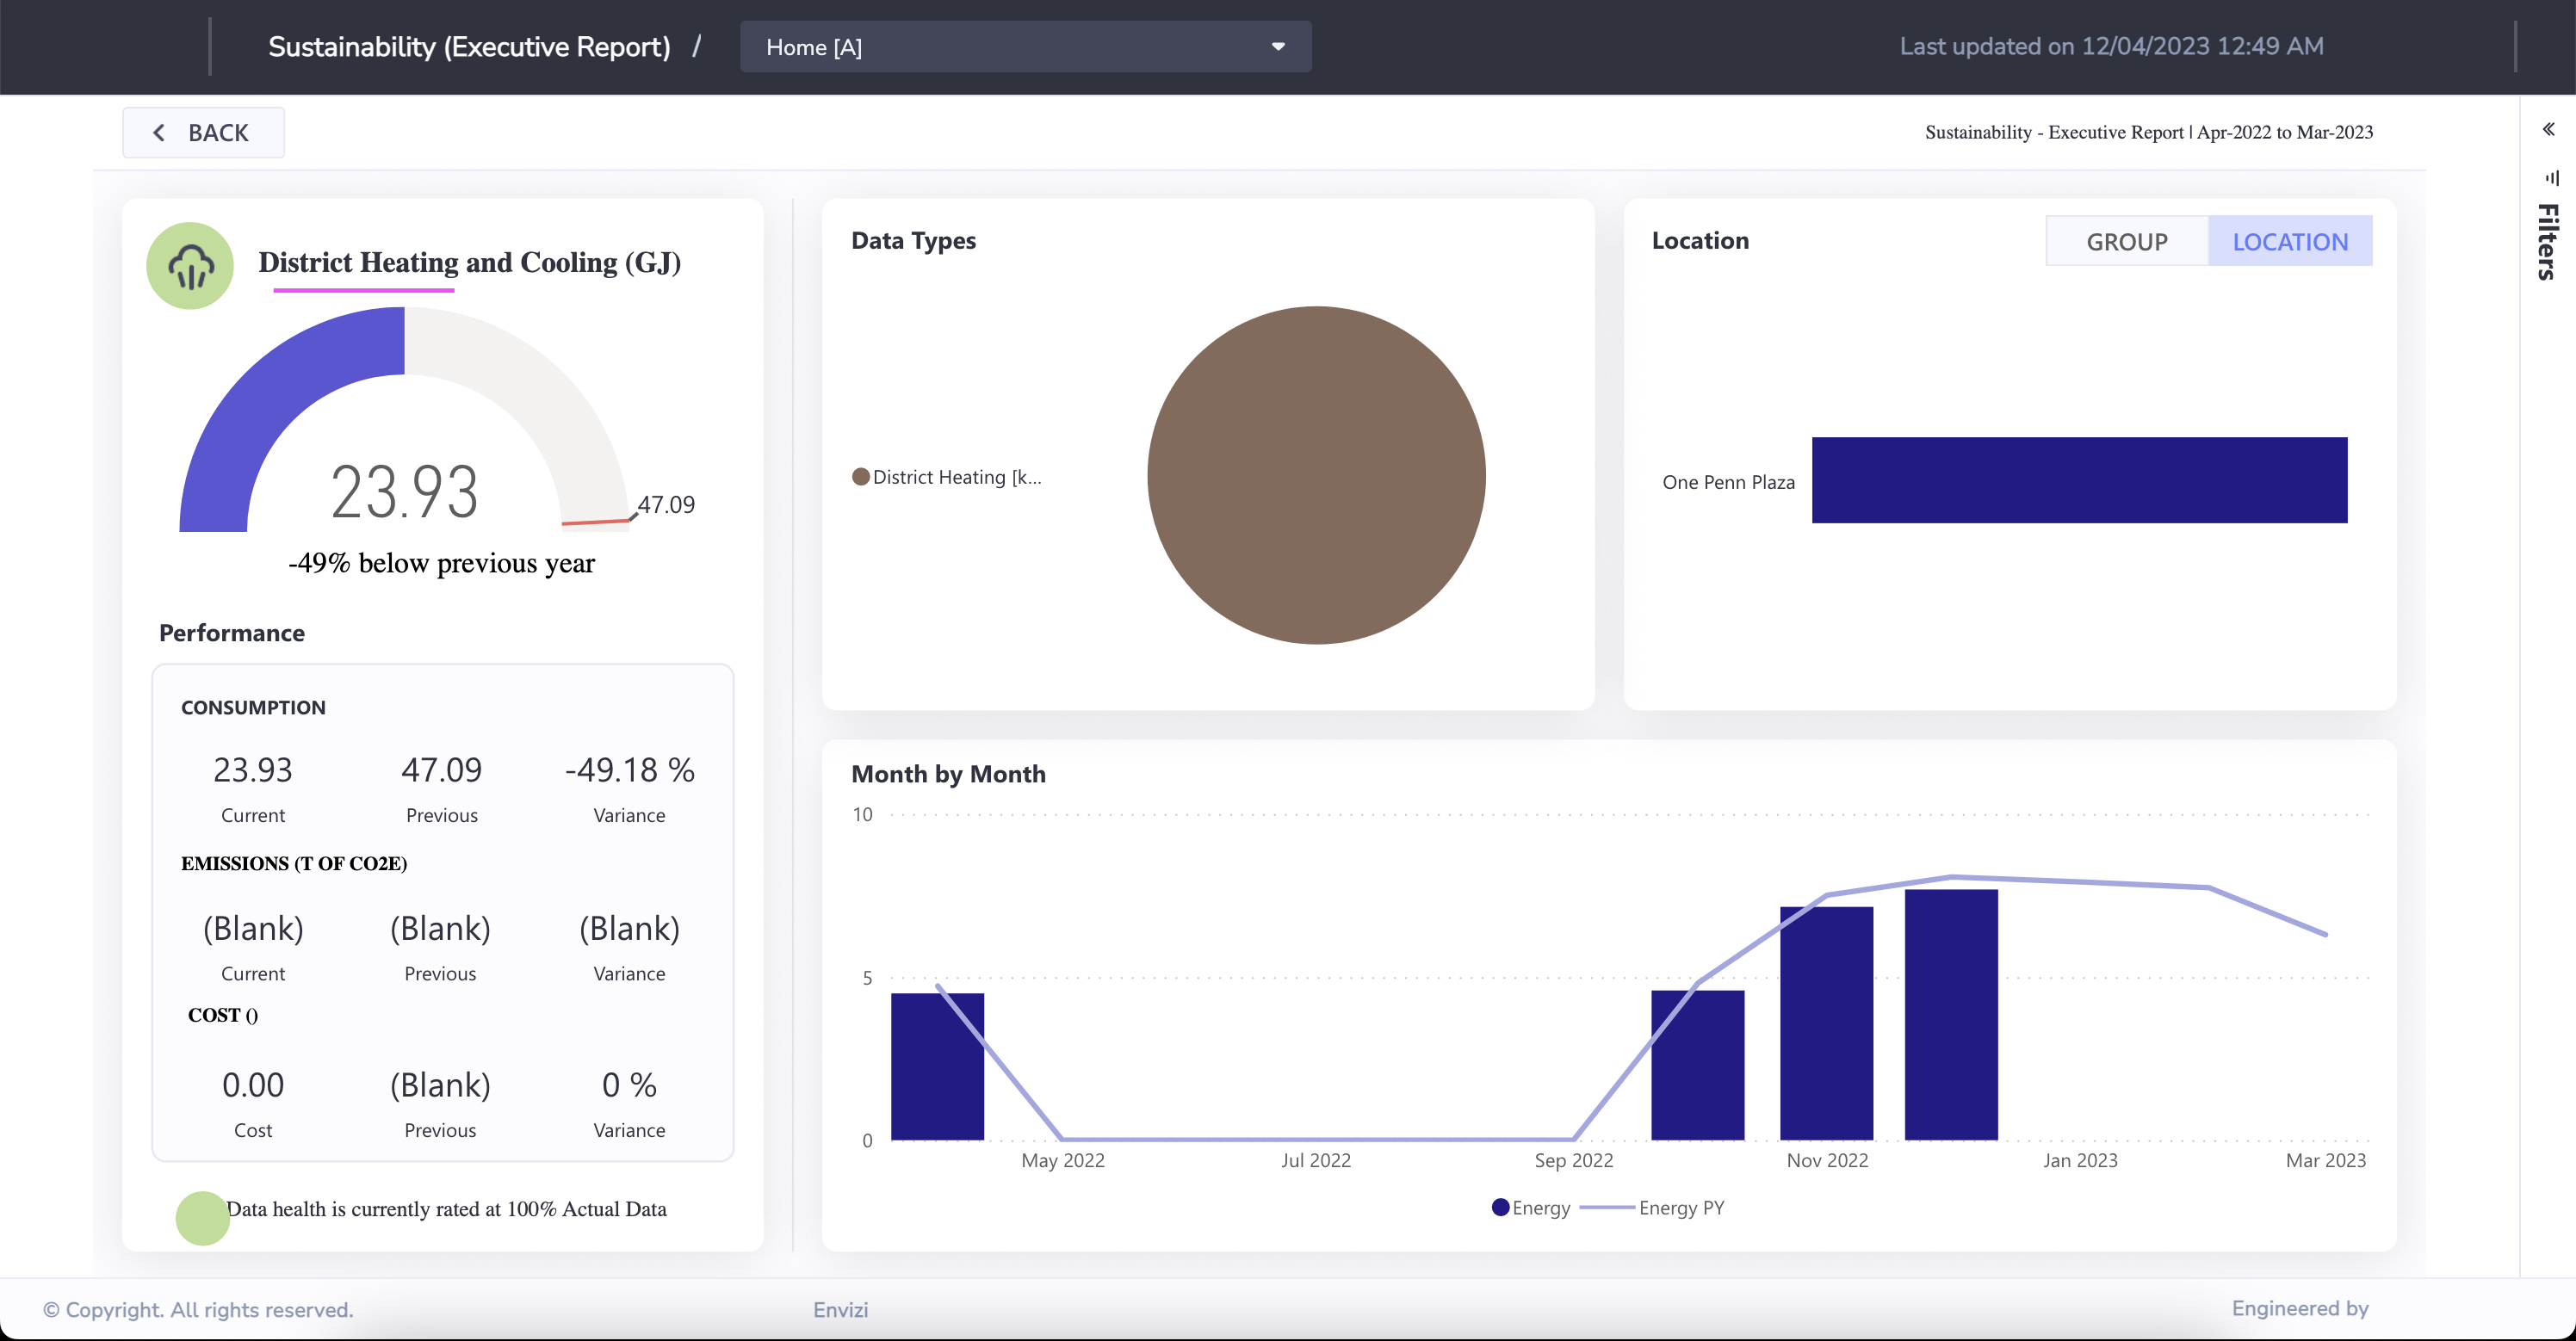 Sustainability (Executive Report) / Home [A]
Last updated on 12/04/2023 12:49 AM
BACK
Sustainability - Executive Report | Apr-2022 to Mar-2023
Filters
District Heating and Cooling (GJ)
23.93
47.09
-49% below previous year
Performance
CONSUMPTION
23.93 47.09 -49.18 %
Current Previous Variance
EMISSIONS (T OF CO2E)
(Blank) (Blank) (Blank)
Current Previous Variance
COST ()
0.00 (Blank) 0 %
Cost Previous Variance
Data health is currently rated at 100% Actual Data
Data Types
District Heating [k...
Location
GROUP LOCATION
One Penn Plaza
Month by Month
10
5
0
May 2022 Jul 2022 Sep 2022 Nov 2022 Jan 2023 Mar 2023
Energy Energy PY
© Copyright. All rights reserved.
Envizi
Engineered by